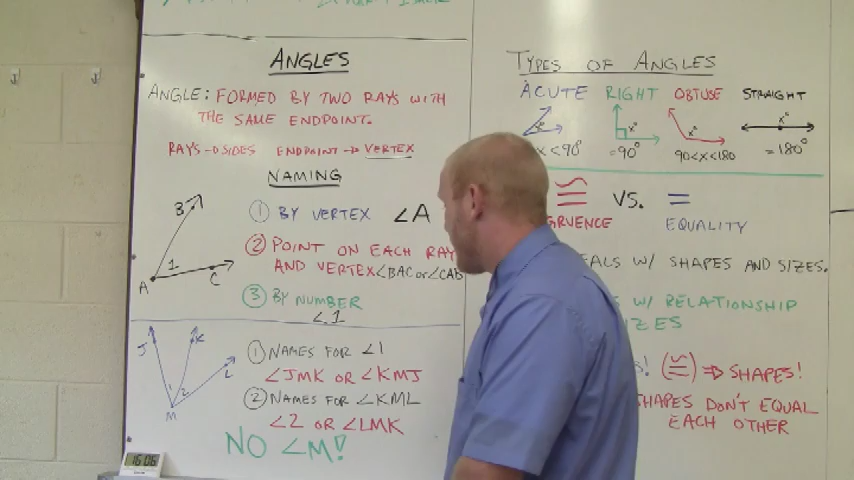 ANGLES
ANGLE: FORMED BY TWO RAYS WITH
THE SAME ENDPOINT.
RAYS → SIDES ENDPOINT → VERTEX
NAMING
① BY VERTEX ∠A
② POINT ON EACH RAY
AND VERTEX ∠BAC or ∠CAB
③ BY NUMBER
∠1
B
1
A
C
J
K
L
1
2
M
① NAMES FOR ∠1
∠JMK OR ∠KMJ
② NAMES FOR ∠KML
∠2 OR ∠LMK
NO ∠M!
1606
TYPES OF ANGLES
ACUTE RIGHT OBTUSE STRAIGHT
x° x° x° x°
x < 90° =90° 90<x<180 =180°
≅ VS. =
EQUALITY
W/ SHAPES AND SIZES.
W/ RELATIONSHIP
(≅) ⇒ SHAPES!
SHAPES DON'T EQUAL
EACH OTHER